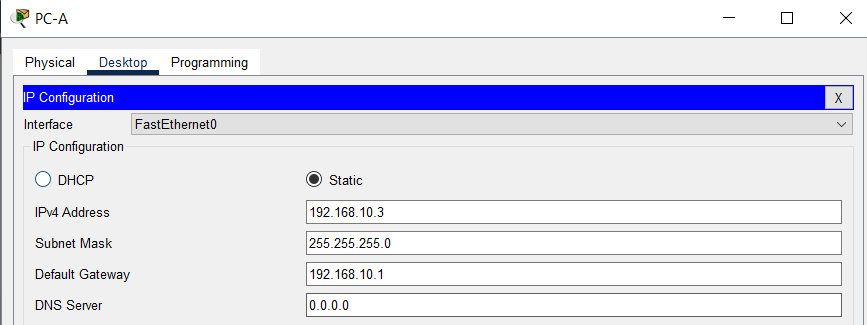 PC-A
Physical Desktop Programming
IP Configuration X
Interface FastEthernet0
IP Configuration
DHCP Static
IPv4 Address 192.168.10.3
Subnet Mask 255.255.255.0
Default Gateway 192.168.10.1
DNS Server 0.0.0.0